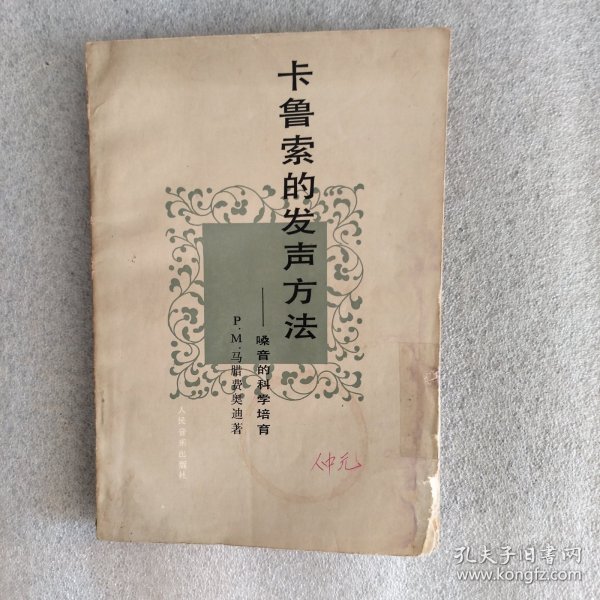 卡鲁索的发声方法
——嗓音的科学培育
P.M.马腊费奥迪著
人民音乐出版社
仲元
孔夫子旧书网
www.kongfz.com